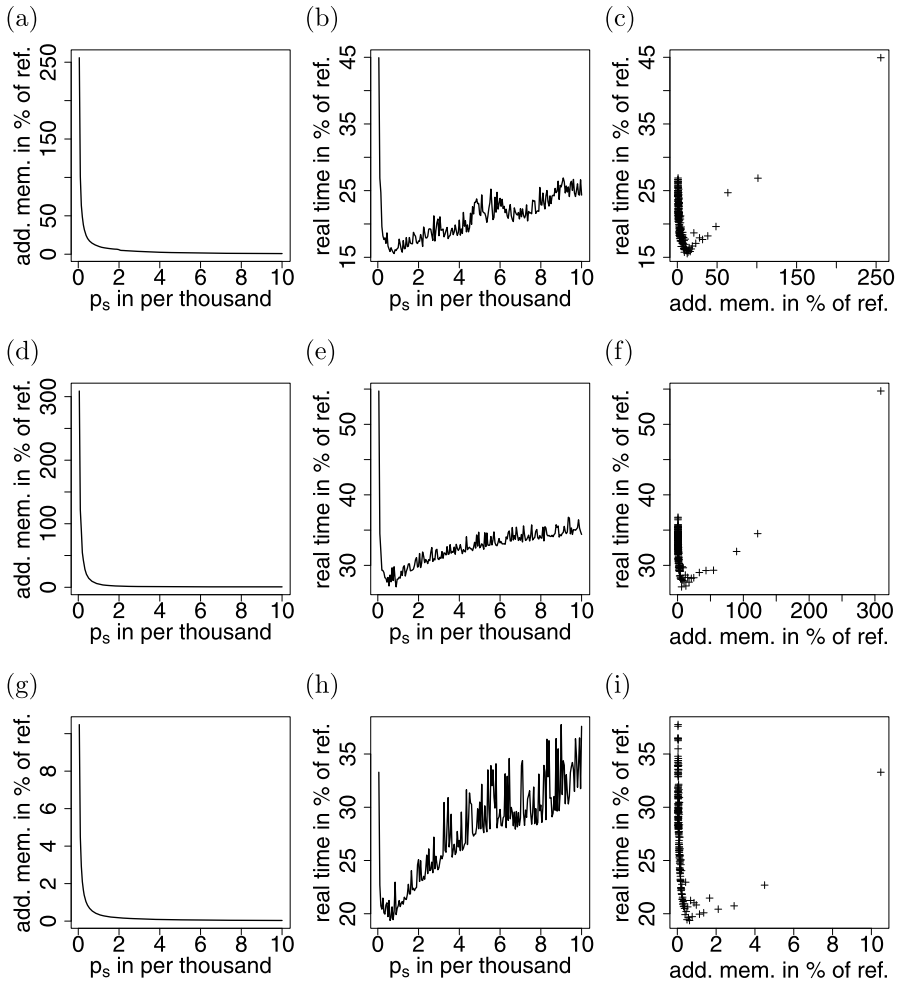 (a)
add. mem. in % of ref.
0 50 150 250
0 2 4 6 8 10
pₛ in per thousand
(b)
real time in % of ref.
15 25 35 45
0 2 4 6 8 10
pₛ in per thousand
(c)
real time in % of ref.
15 25 35 45
0 50 150 250
add. mem. in % of ref.
(d)
add. mem. in % of ref.
0 100 200 300
0 2 4 6 8 10
pₛ in per thousand
(e)
real time in % of ref.
30 40 50
0 2 4 6 8 10
pₛ in per thousand
(f)
real time in % of ref.
30 40 50
0 100 200 300
add. mem. in % of ref.
(g)
add. mem. in % of ref.
0 2 4 6 8
0 2 4 6 8 10
pₛ in per thousand
(h)
real time in % of ref.
20 25 30 35
0 2 4 6 8 10
pₛ in per thousand
(i)
real time in % of ref.
20 25 30 35
0 2 4 6 8 10
add. mem. in % of ref.